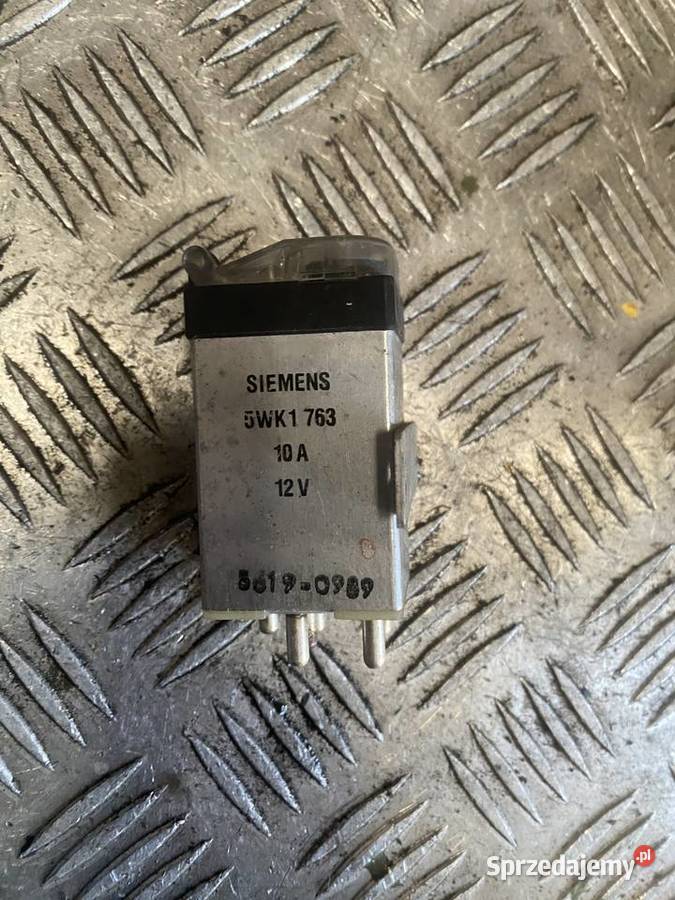 SIEMENS
5WK1 763
10 A
12 V
5619-0989
Sprzedajemy.pl